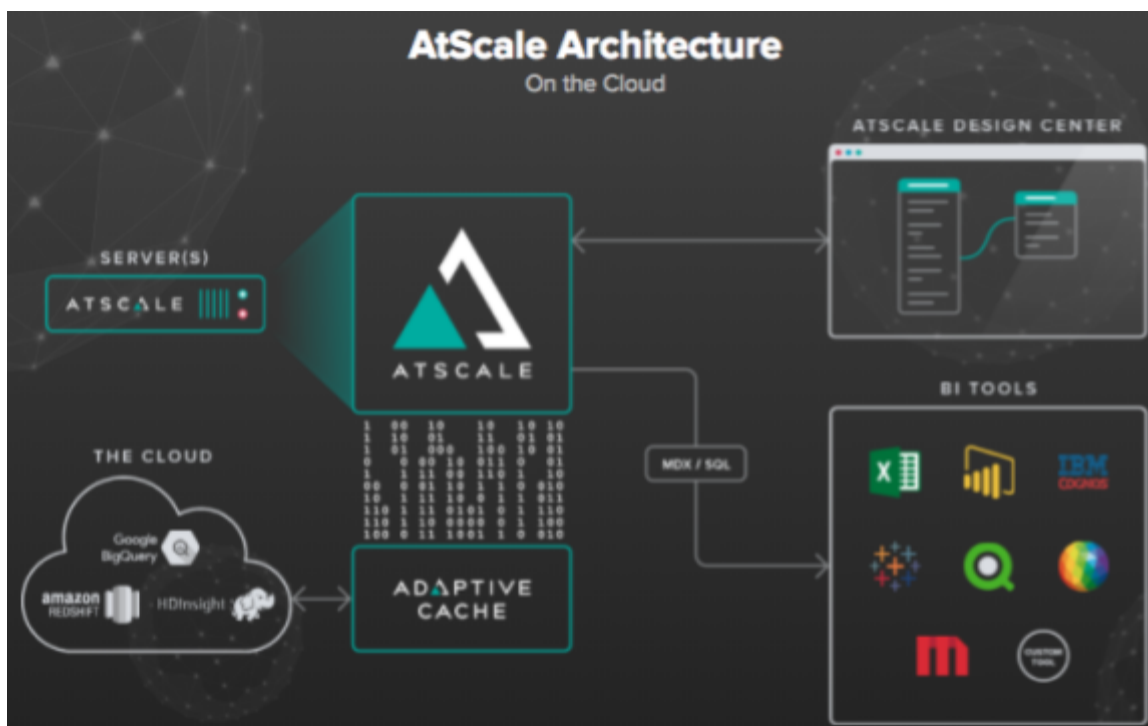 AtScale Architecture
On the Cloud
ATSCALE DESIGN CENTER
SERVER(S)
ATSCALE
ATSCALE
BI TOOLS
THE CLOUD
MDX / SQL
IBM
COGNOS
Google
BigQuery
amazon
REDSHIFT
HDInsight
ADAPTIVE
CACHE
CUSTOM
TOOL